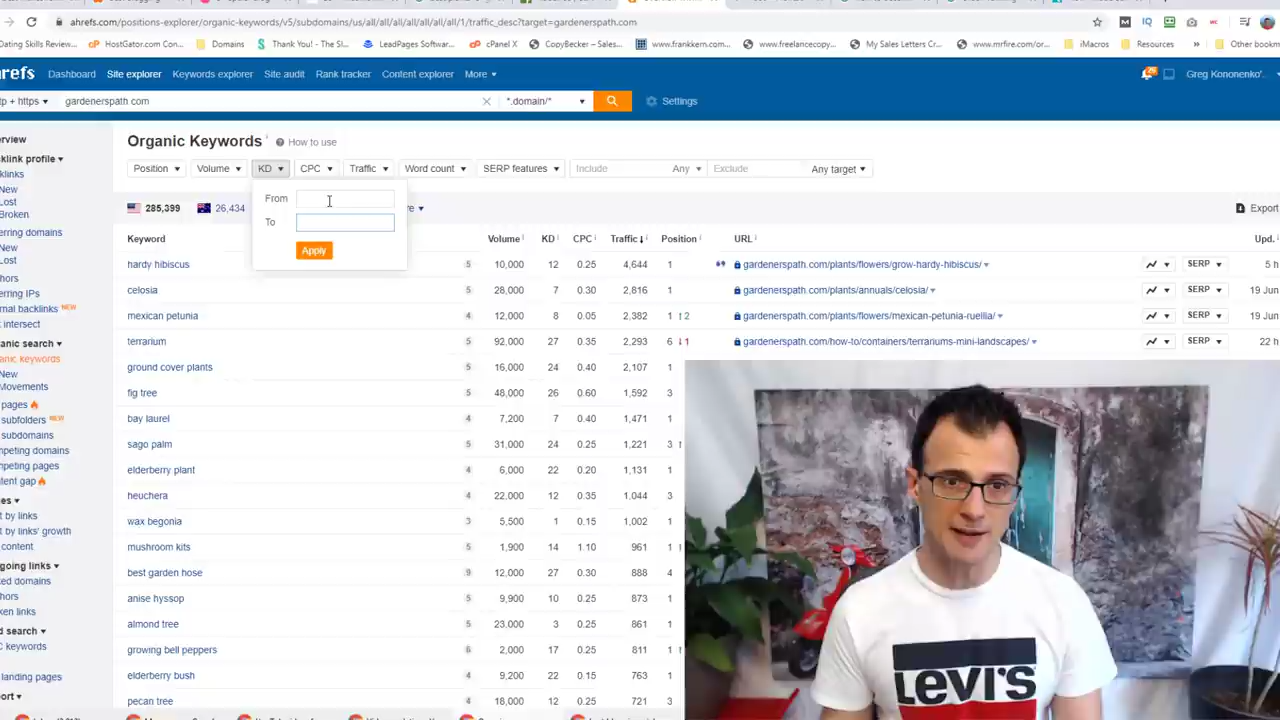 ahrefs.com/positions-explorer/organic-keywords/v5/subdomains/us/all/all/all/all/all/all/all/1/traffic_desc?target=gardenerspath.com
Dating Skills Review... HostGator.com Cont... Domains Thank You! - The Sl... LeadPages Softwar... cPanel X CopyBecker – Sales... www.frankkern.com www.freelancecopy... My Sales Letters Cr... www.mrfire.com/or... iMacros Resources » Other bookm
hrefs Dashboard Site explorer Keywords explorer Site audit Rank tracker Content explorer More Greg Kononenko'.
tp + https gardenerspath com *.domain/* Settings
erview
cklink profile
klinks
New
Lost
Broken
erring domains
New
Lost
hors
erring IPs
rnal backlinks NEW
intersect
ganic search
anic keywords
New
Movements
pages
subfolders NEW
subdomains
mpeting domains
mpeting pages
ntent gap
ges
t by links
t by links' growth
content
going links
ked domains
hors
ken links
d search
C keywords
landing pages
port
Organic Keywords i How to use
Position Volume KD CPC Traffic Word count SERP features Include Any Exclude Any target
From
To
Apply
285,399 26,434 re Export
Keyword Volume KD CPC Traffic↓ Position URL Upd.
hardy hibiscus 5 10,000 12 0.25 4,644 1 gardenerspath.com/plants/flowers/grow-hardy-hibiscus/ SERP 5 h
celosia 5 28,000 7 0.30 2,816 1 gardenerspath.com/plants/annuals/celosia/ SERP 19 Jun
mexican petunia 4 12,000 8 0.05 2,382 1 ↑2 gardenerspath.com/plants/flowers/mexican-petunia-ruellia/ SERP 19 Jun
terrarium 5 92,000 27 0.35 2,293 6 ↓1 gardenerspath.com/how-to/containers/terrariums-mini-landscapes/ SERP 22 h
ground cover plants 5 16,000 24 0.40 2,107 1
fig tree 5 48,000 26 0.60 1,592 3
bay laurel 4 7,200 7 0.40 1,471 1
sago palm 5 31,000 24 0.25 1,221 3
elderberry plant 4 6,000 22 0.20 1,131 1
heuchera 4 22,000 12 0.35 1,044 3
wax begonia 3 5,500 1 0.15 1,002 1
mushroom kits 5 1,900 14 1.10 961 1
best garden hose 9 12,000 27 0.30 888 4
anise hyssop 5 9,900 10 0.25 873 1
almond tree 5 23,000 3 0.25 861 1
growing bell peppers 6 2,000 17 0.25 811 1
elderberry bush 4 9,200 22 0.15 763 1
pecan tree 4 18,000 12 0.25 721 3
LEVI'S